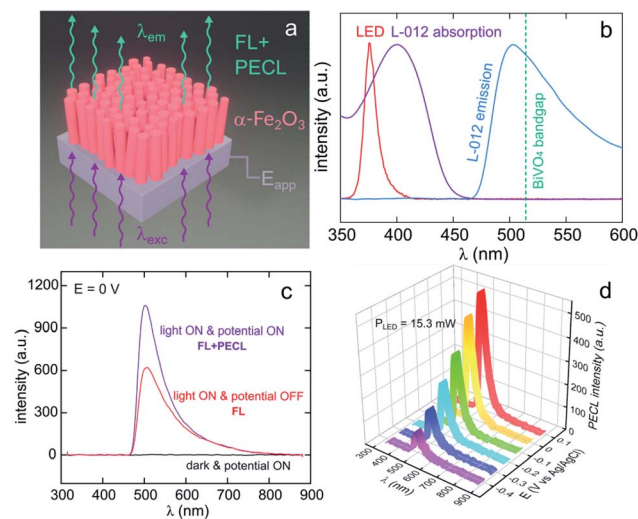 a
λem
FL+
PECL
α-Fe₂O₃
Eapp
λexc
b
LED L-012 absorption
L-012 emission
BiVO₄ bandgap
intensity (a.u.)
350 400 450 500 550 600
λ (nm)
c
E = 0 V
light ON & potential ON
FL+PECL
light ON & potential OFF
FL
dark & potential ON
intensity (a.u.)
1200
900
600
300
0
300 400 500 600 700 800 900
λ (nm)
d
PLED = 15.3 mW
PECL intensity (a.u.)
500
400
300
200
100
0
0.1
0
-0.1
-0.2
-0.3
-0.4
E (V vs Ag/AgCl)
300
400
500
600
700
800
900
λ (nm)